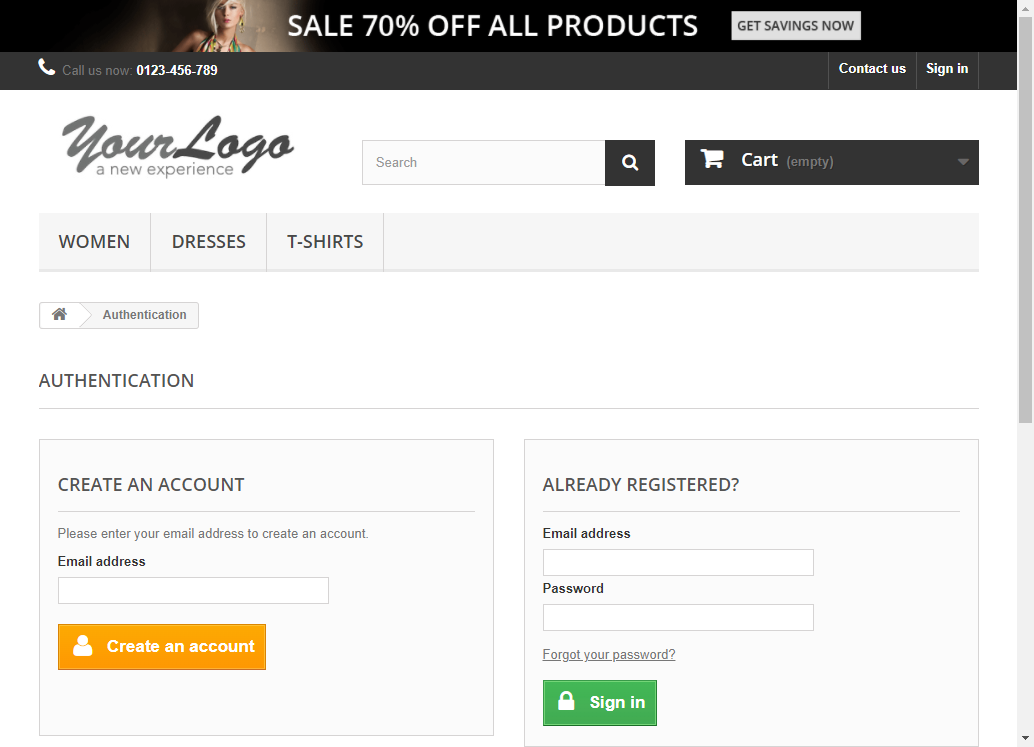 SALE 70% OFF ALL PRODUCTS GET SAVINGS NOW
Call us now: 0123-456-789 Contact us Sign in
YourLogo
a new experience
Search Cart (empty)
WOMEN DRESSES T-SHIRTS
Authentication
AUTHENTICATION
CREATE AN ACCOUNT
Please enter your email address to create an account.
Email address
Create an account
ALREADY REGISTERED?
Email address
Password
Forgot your password?
Sign in